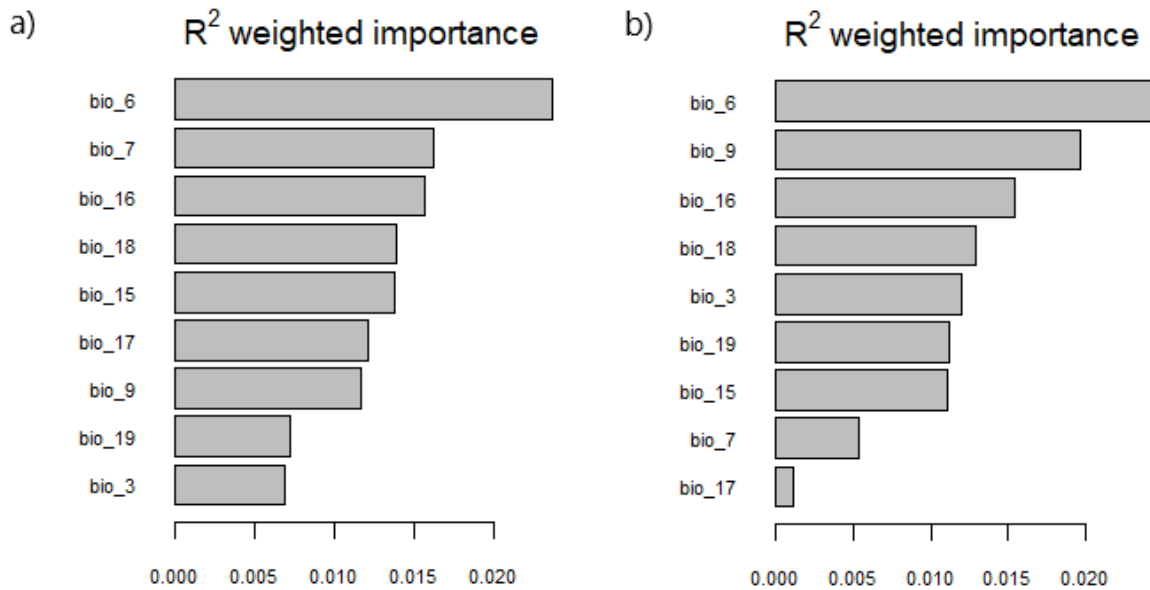 a)
R² weighted importance
bio_6
bio_7
bio_16
bio_18
bio_15
bio_17
bio_9
bio_19
bio_3
0.000 0.005 0.010 0.015 0.020
b)
R² weighted importance
bio_6
bio_9
bio_16
bio_18
bio_3
bio_19
bio_15
bio_7
bio_17
0.000 0.005 0.010 0.015 0.020